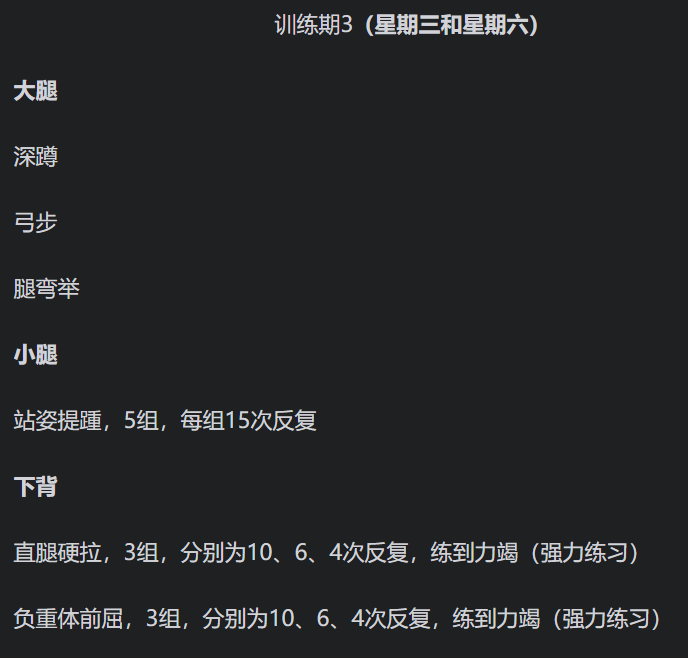 训练期3（星期三和星期六）
大腿
深蹲
弓步
腿弯举
小腿
站姿提踵，5组，每组15次反复
下背
直腿硬拉，3组，分别为10、6、4次反复，练到力竭（强力练习）
负重体前屈，3组，分别为10、6、4次反复，练到力竭（强力练习）